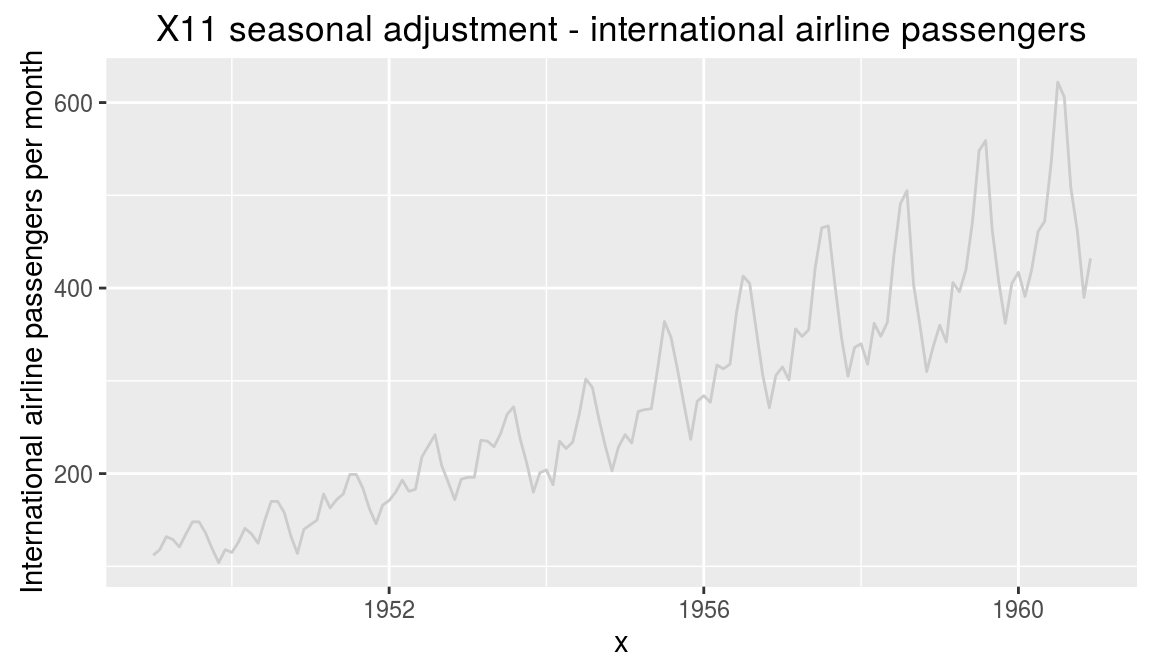 X11 seasonal adjustment - international airline passengers
International airline passengers per month
600
400
200
1952
1956
1960
x